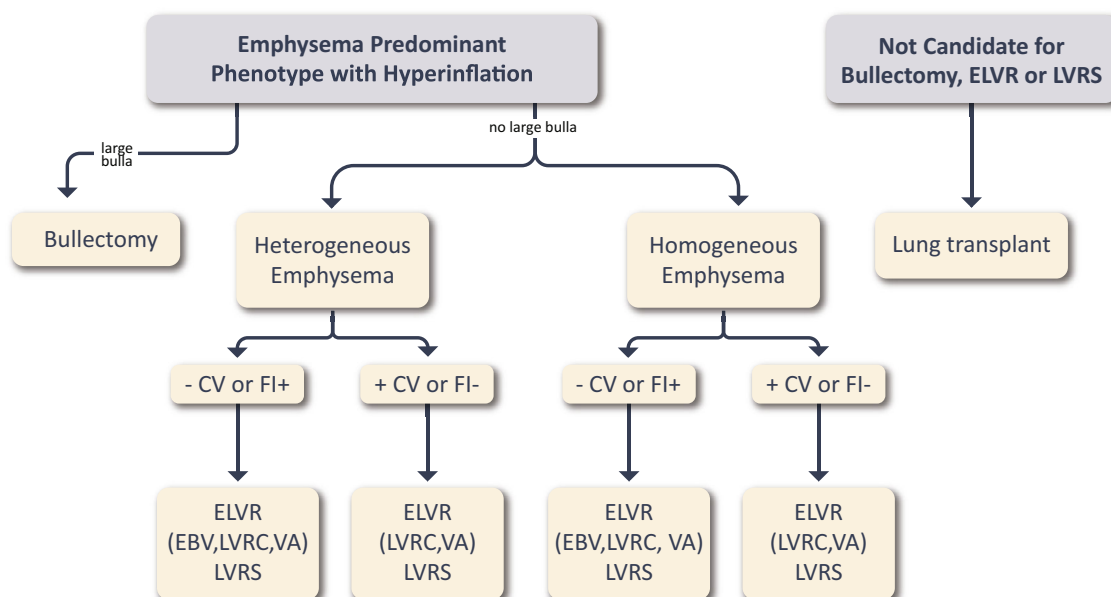 Emphysema Predominant
Phenotype with Hyperinflation
Not Candidate for
Bullectomy, ELVR or LVRS
large
bulla
no large bulla
Bullectomy
Heterogeneous
Emphysema
Homogeneous
Emphysema
Lung transplant
- CV or FI+
+ CV or FI-
- CV or FI+
+ CV or FI-
ELVR
(EBV,LVRC,VA)
LVRS
ELVR
(LVRC,VA)
LVRS
ELVR
(EBV,LVRC, VA)
LVRS
ELVR
(LVRC,VA)
LVRS